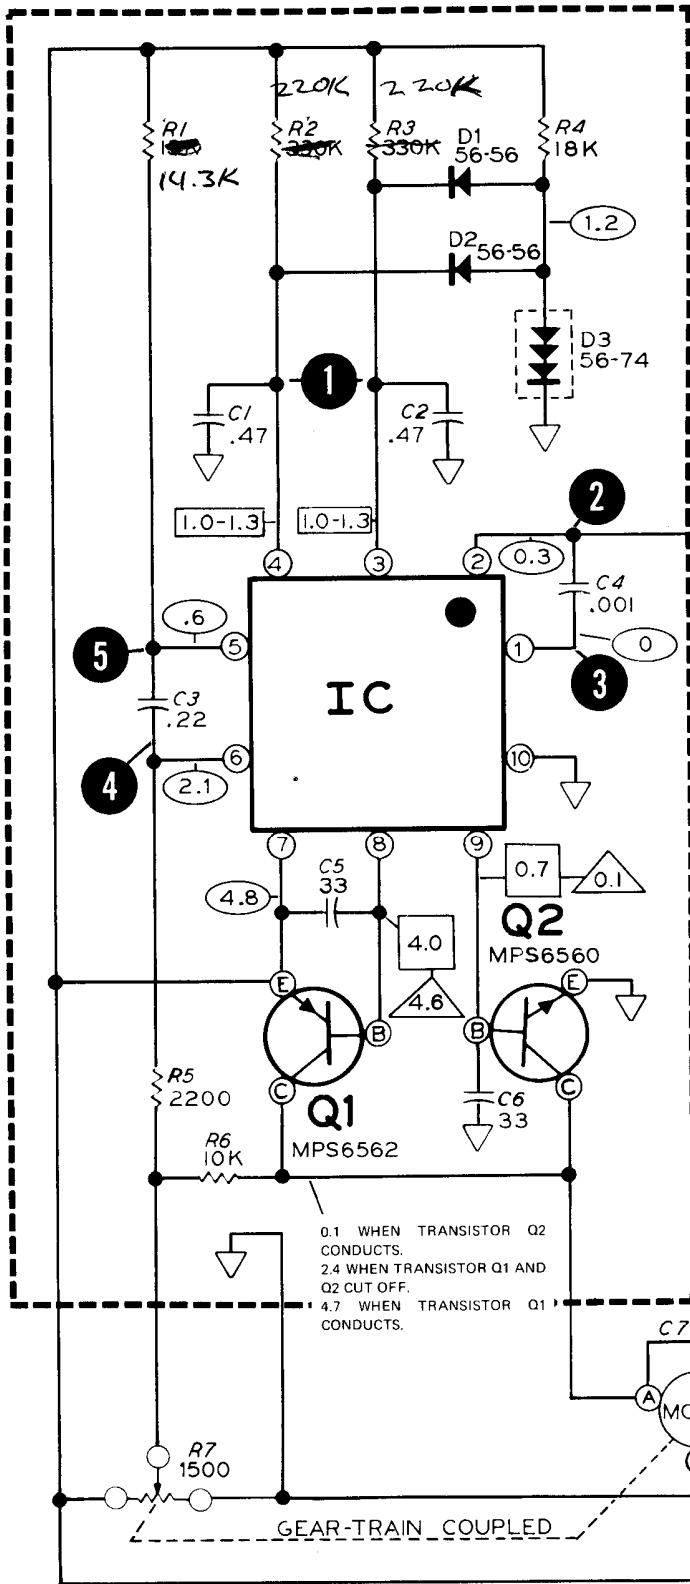 220K 220K
R1 R2 R3 D1 R4
330K 330K 56-56 18K
14.3K
1.2
D2 56-56
D3
56-74
1
C1 C2
.47 .47
1.0-1.3 1.0-1.3
2
4 3 2 0.3 C4
.001
.6 5 1 0
5 3
IC
C3
.22
4 2.1 6 10
7 8 9
C5
33
4.8 0.7 0.1
4.0 Q2
MPS6560
4.6
E E
B B
C C
R5
2200
Q1 C6
33
MPS6562
R6
10K
0.1 WHEN TRANSISTOR Q2
CONDUCTS.
2.4 WHEN TRANSISTOR Q1 AND
Q2 CUT OFF.
4.7 WHEN TRANSISTOR Q1
CONDUCTS.
C7
A MO
R7
1500
GEAR-TRAIN COUPLED